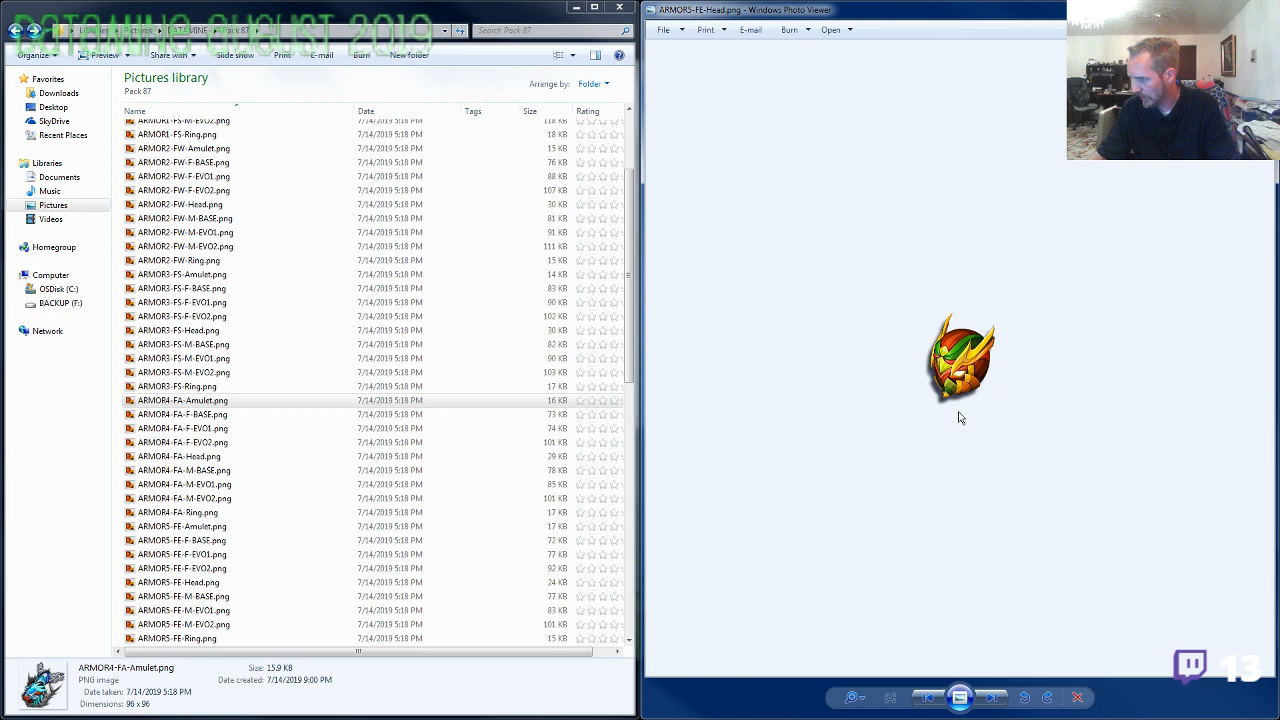 DATAMINE AUGUST 2019
Libraries Pictures DATAMINE Pack 87
Search Pack 87
Organize Preview Share with Slide show Print E-mail Burn New folder
Favorites
Downloads
Desktop
SkyDrive
Recent Places
Libraries
Documents
Music
Pictures
Videos
Homegroup
Computer
OSDisk (C:)
BACKUP (F:)
Network
Pictures library
Pack 87
Arrange by: Folder
Name Date Tags Size Rating
ARMOR1-FS-M-EVO2.png 7/14/2019 5:18 PM 118 KB
ARMOR1-FS-Ring.png 7/14/2019 5:18 PM 18 KB
ARMOR2-FW-Amulet.png 7/14/2019 5:18 PM 15 KB
ARMOR2-FW-F-BASE.png 7/14/2019 5:18 PM 76 KB
ARMOR2-FW-F-EVO1.png 7/14/2019 5:18 PM 88 KB
ARMOR2-FW-F-EVO2.png 7/14/2019 5:18 PM 107 KB
ARMOR2-FW-Head.png 7/14/2019 5:18 PM 30 KB
ARMOR2-FW-M-BASE.png 7/14/2019 5:18 PM 81 KB
ARMOR2-FW-M-EVO1.png 7/14/2019 5:18 PM 91 KB
ARMOR2-FW-M-EVO2.png 7/14/2019 5:18 PM 111 KB
ARMOR2-FW-Ring.png 7/14/2019 5:18 PM 15 KB
ARMOR3-FS-Amulet.png 7/14/2019 5:18 PM 14 KB
ARMOR3-FS-F-BASE.png 7/14/2019 5:18 PM 83 KB
ARMOR3-FS-F-EVO1.png 7/14/2019 5:18 PM 90 KB
ARMOR3-FS-F-EVO2.png 7/14/2019 5:18 PM 102 KB
ARMOR3-FS-Head.png 7/14/2019 5:18 PM 30 KB
ARMOR3-FS-M-BASE.png 7/14/2019 5:18 PM 82 KB
ARMOR3-FS-M-EVO1.png 7/14/2019 5:18 PM 90 KB
ARMOR3-FS-M-EVO2.png 7/14/2019 5:18 PM 103 KB
ARMOR3-FS-Ring.png 7/14/2019 5:18 PM 17 KB
ARMOR4-FA-Amulet.png 7/14/2019 5:18 PM 16 KB
ARMOR4-FA-F-BASE.png 7/14/2019 5:18 PM 73 KB
ARMOR4-FA-F-EVO1.png 7/14/2019 5:18 PM 74 KB
ARMOR4-FA-F-EVO2.png 7/14/2019 5:18 PM 101 KB
ARMOR4-FA-Head.png 7/14/2019 5:18 PM 29 KB
ARMOR4-FA-M-BASE.png 7/14/2019 5:18 PM 78 KB
ARMOR4-FA-M-EVO1.png 7/14/2019 5:18 PM 85 KB
ARMOR4-FA-M-EVO2.png 7/14/2019 5:18 PM 101 KB
ARMOR4-FA-Ring.png 7/14/2019 5:18 PM 17 KB
ARMOR5-FE-Amulet.png 7/14/2019 5:18 PM 17 KB
ARMOR5-FE-F-BASE.png 7/14/2019 5:18 PM 72 KB
ARMOR5-FE-F-EVO1.png 7/14/2019 5:18 PM 77 KB
ARMOR5-FE-F-EVO2.png 7/14/2019 5:18 PM 92 KB
ARMOR5-FE-Head.png 7/14/2019 5:18 PM 24 KB
ARMOR5-FE-M-BASE.png 7/14/2019 5:18 PM 77 KB
ARMOR5-FE-M-EVO1.png 7/14/2019 5:18 PM 83 KB
ARMOR5-FE-M-EVO2.png 7/14/2019 5:18 PM 101 KB
ARMOR5-FE-Ring.png 7/14/2019 5:18 PM 15 KB
ARMOR4-FA-Amulet.png Size: 15.9 KB
PNG image Date created: 7/14/2019 9:00 PM
Date taken: 7/14/2019 5:18 PM
Dimensions: 96 x 96
ARMOR5-FE-Head.png - Windows Photo Viewer
File Print E-mail Burn Open
13